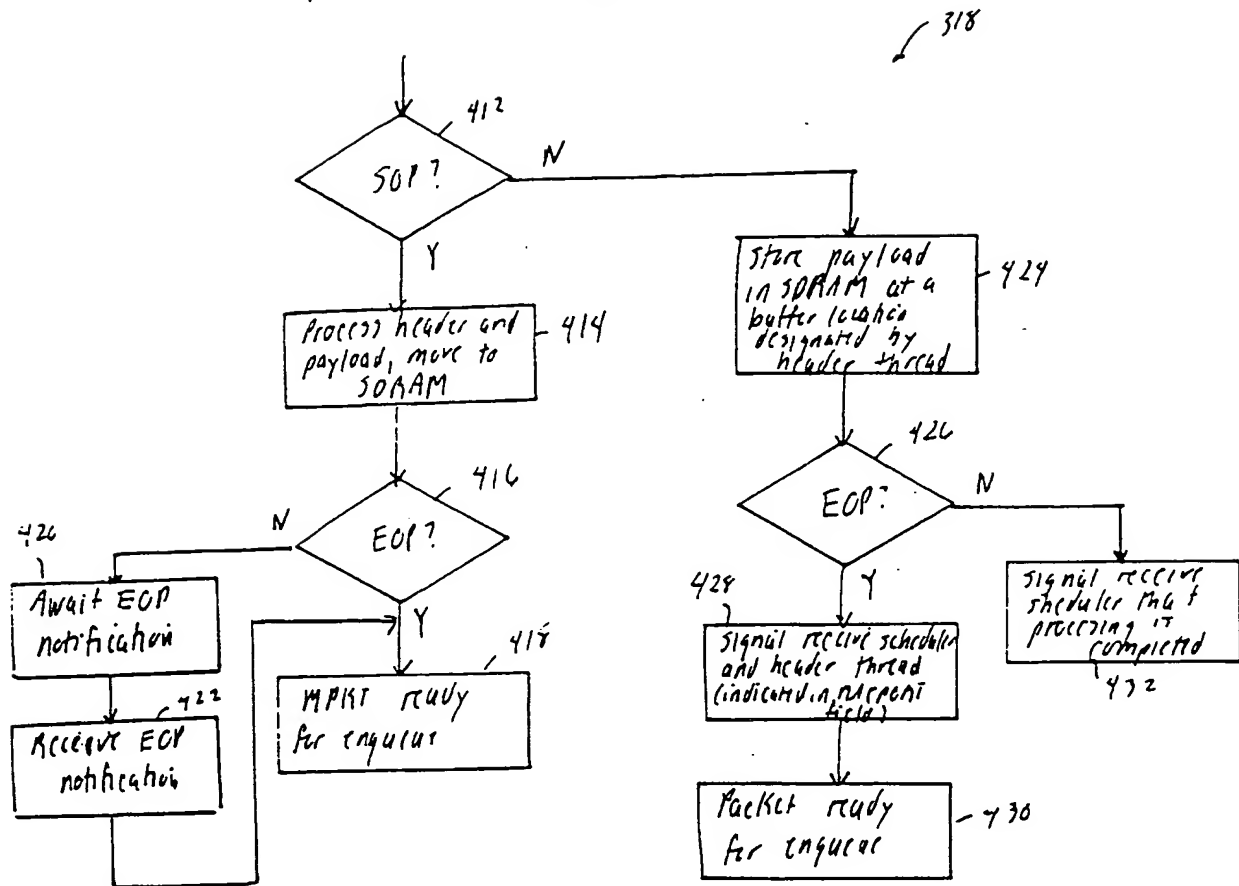 318
412
SOP?
N
Y
Process header and
payload, move to
SDRAM
414
416
EOP?
N
Y
420
Await EOP
notification
422
Receive EOP
notification
418
MPKT ready
for enqueue
Store payload
in SDRAM at a
buffer location
designated by
header thread
424
426
EOP?
N
Y
428
Signal receive scheduler
and header thread
(indicated in
field)
Packet ready
for enqueue
430
Signal receive
sheduler that
processing is
completed
432